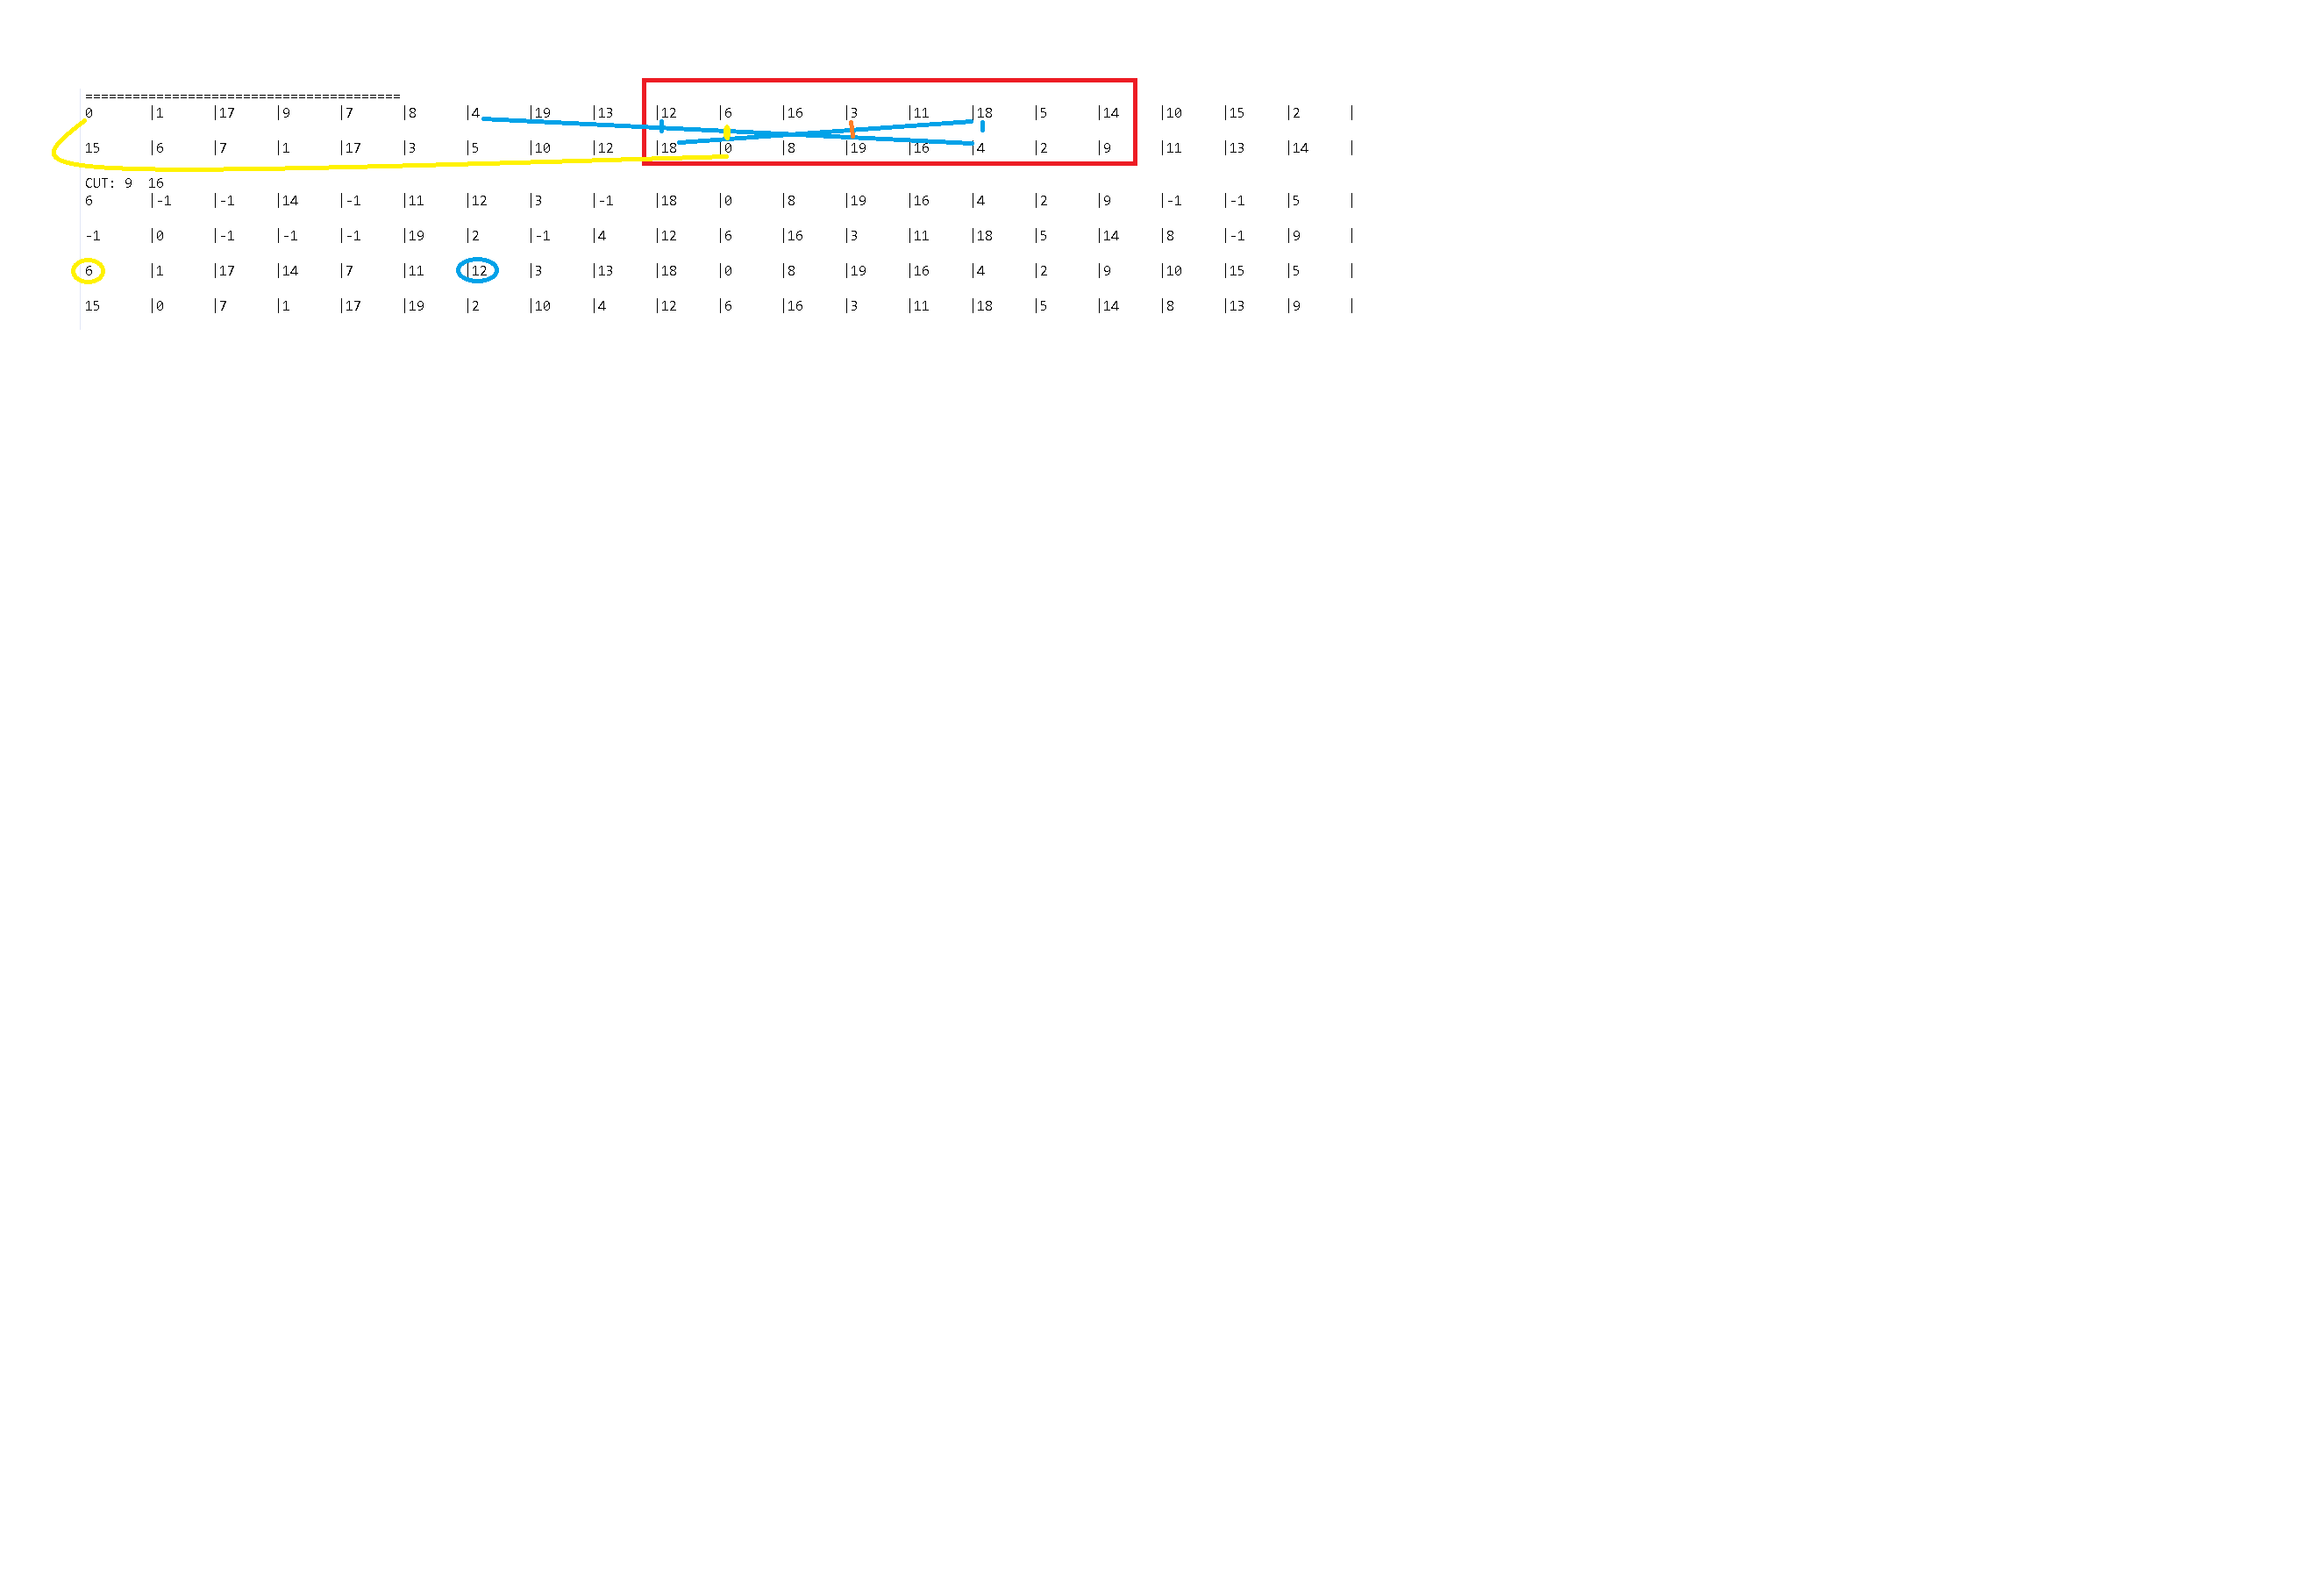 ========================================
0 |1 |17 |9 |7 |8 |4 |19 |13 |12 |6 |16 |3 |11 |18 |5 |14 |10 |15 |2 |
15 |6 |7 |1 |17 |3 |5 |10 |12 |18 |0 |8 |19 |16 |4 |2 |9 |11 |13 |14 |
CUT: 9 16
6 |-1 |-1 |14 |-1 |11 |12 |3 |-1 |18 |0 |8 |19 |16 |4 |2 |9 |-1 |-1 |5 |
-1 |0 |-1 |-1 |-1 |19 |2 |-1 |4 |12 |6 |16 |3 |11 |18 |5 |14 |8 |-1 |9 |
6 |1 |17 |14 |7 |11 |12 |3 |13 |18 |0 |8 |19 |16 |4 |2 |9 |10 |15 |5 |
15 |0 |7 |1 |17 |19 |2 |10 |4 |12 |6 |16 |3 |11 |18 |5 |14 |8 |13 |9 |